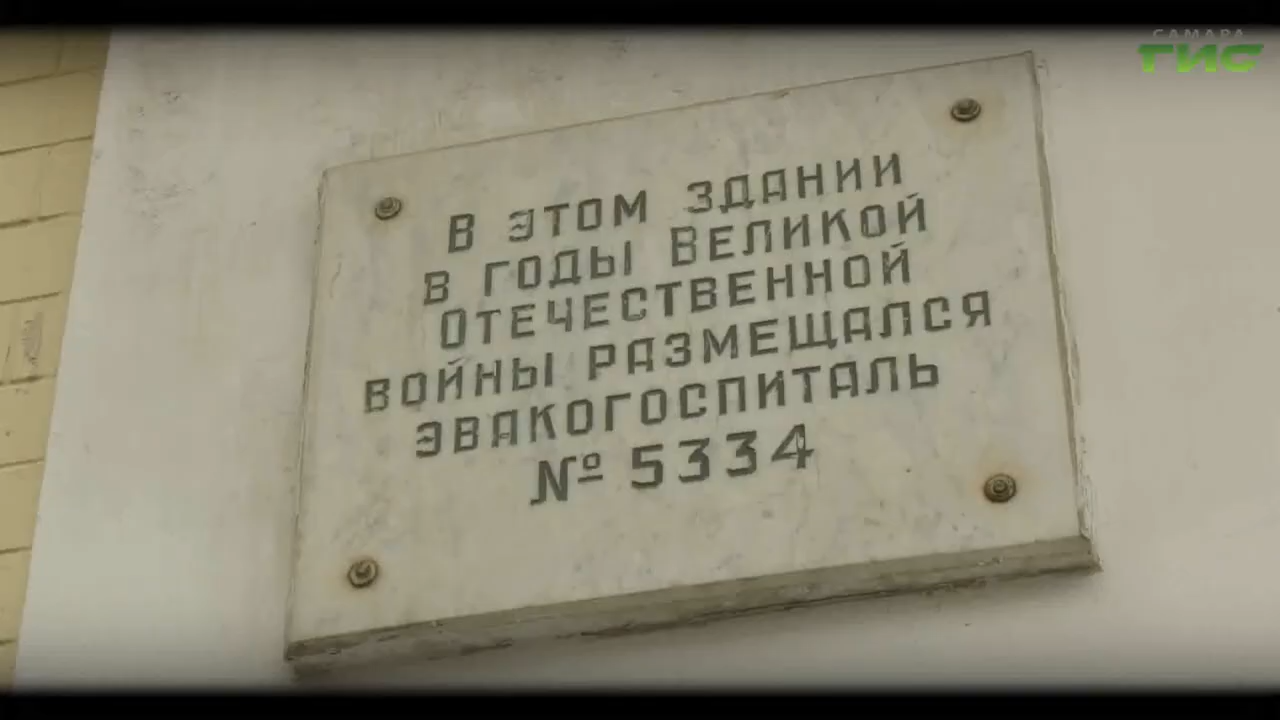 САМАРА
ГИС
В ЭТОМ ЗДАНИИ
В ГОДЫ ВЕЛИКОЙ
ОТЕЧЕСТВЕННОЙ
ВОЙНЫ РАЗМЕЩАЛСЯ
ЭВАКОГОСПИТАЛЬ
№ 5334